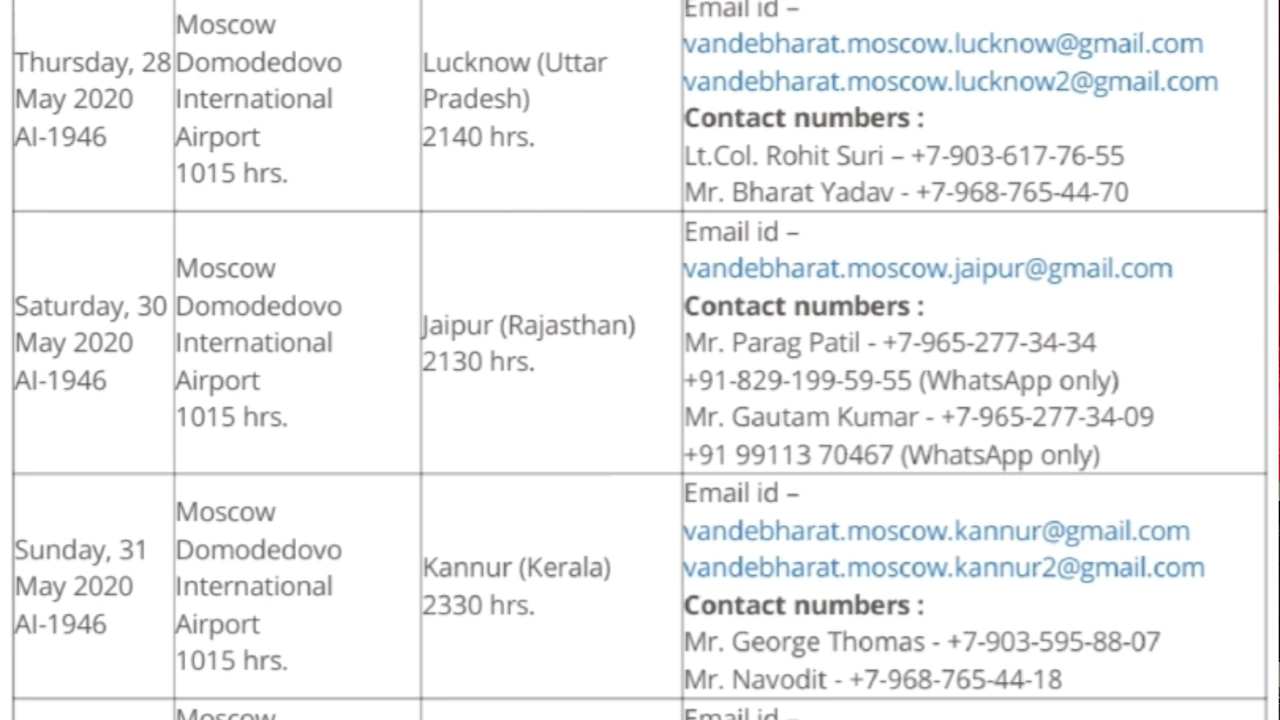 Thursday, 28
May 2020
AI-1946
Moscow
Domodedovo
International
Airport
1015 hrs.
Lucknow (Uttar
Pradesh)
2140 hrs.
Email id –
vandebharat.moscow.lucknow@gmail.com
vandebharat.moscow.lucknow2@gmail.com
Contact numbers :
Lt.Col. Rohit Suri – +7-903-617-76-55
Mr. Bharat Yadav - +7-968-765-44-70
Saturday, 30
May 2020
AI-1946
Moscow
Domodedovo
International
Airport
1015 hrs.
Jaipur (Rajasthan)
2130 hrs.
Email id –
vandebharat.moscow.jaipur@gmail.com
Contact numbers :
Mr. Parag Patil - +7-965-277-34-34
+91-829-199-59-55 (WhatsApp only)
Mr. Gautam Kumar - +7-965-277-34-09
+91 99113 70467 (WhatsApp only)
Sunday, 31
May 2020
AI-1946
Moscow
Domodedovo
International
Airport
1015 hrs.
Kannur (Kerala)
2330 hrs.
Email id –
vandebharat.moscow.kannur@gmail.com
vandebharat.moscow.kannur2@gmail.com
Contact numbers :
Mr. George Thomas - +7-903-595-88-07
Mr. Navodit - +7-968-765-44-18
Moscow
Email id –